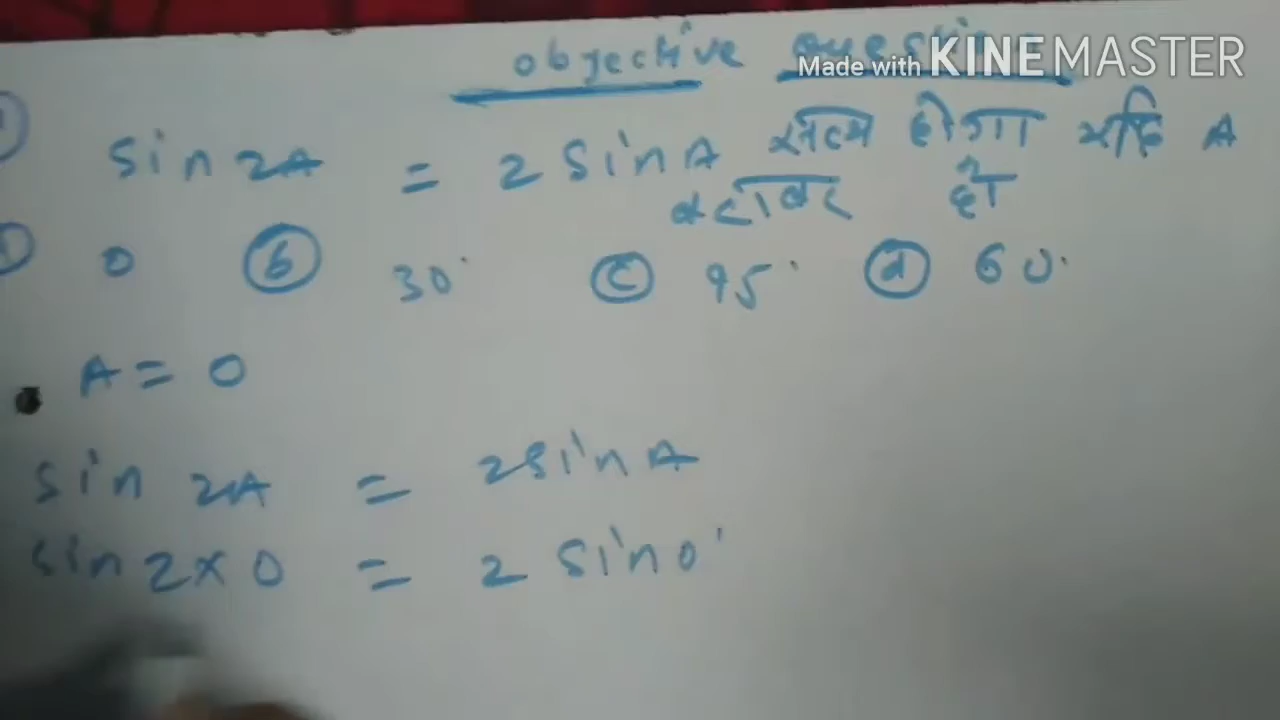 objective question
Made with KINEMASTER
sin 2A = 2 sin A सत्य होगा यदि A
बराबर हो
0 b 30° c 45° d 60°
A = 0
sin 2A = 2 sin A
sin 2 × 0 = 2 sin 0°